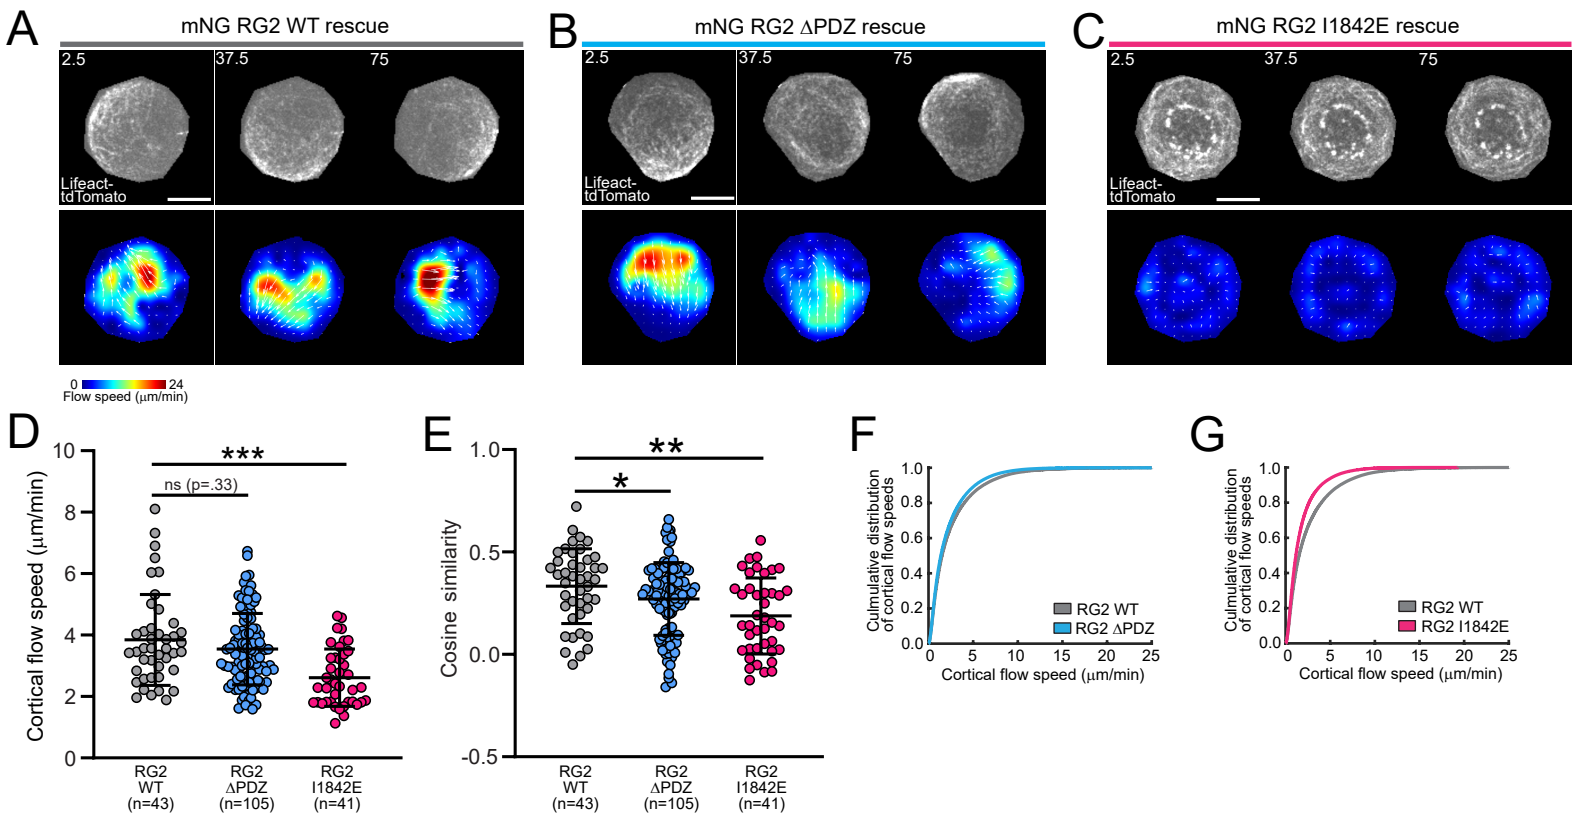 A
mNG RG2 WT rescue
2.5
37.5
75
Lifeact-
tdTomato
0
24
Flow speed (μm/min)
B
mNG RG2 ΔPDZ rescue
2.5
37.5
75
Lifeact-
tdTomato
C
mNG RG2 I1842E rescue
2.5
37.5
75
Lifeact-
tdTomato
D
Cortical flow speed (μm/min)
10
8
6
4
2
0
***
ns (p=.33)
RG2
WT
(n=43)
RG2
ΔPDZ
(n=105)
RG2
I1842E
(n=41)
E
Cosine similarity
1.0
0.5
0.0
-0.5
**
*
RG2
WT
(n=43)
RG2
ΔPDZ
(n=105)
RG2
I1842E
(n=41)
F
Culmulative distribution
of cortical flow speeds
1.0
0.8
0.6
0.4
0.2
0.0
RG2 WT
RG2 ΔPDZ
0
5
10
15
20
25
Cortical flow speed (μm/min)
G
Culmulative distribution
of cortical flow speeds
1.0
0.8
0.6
0.4
0.2
0.0
RG2 WT
RG2 I1842E
0
5
10
15
20
25
Cortical flow speed (μm/min)